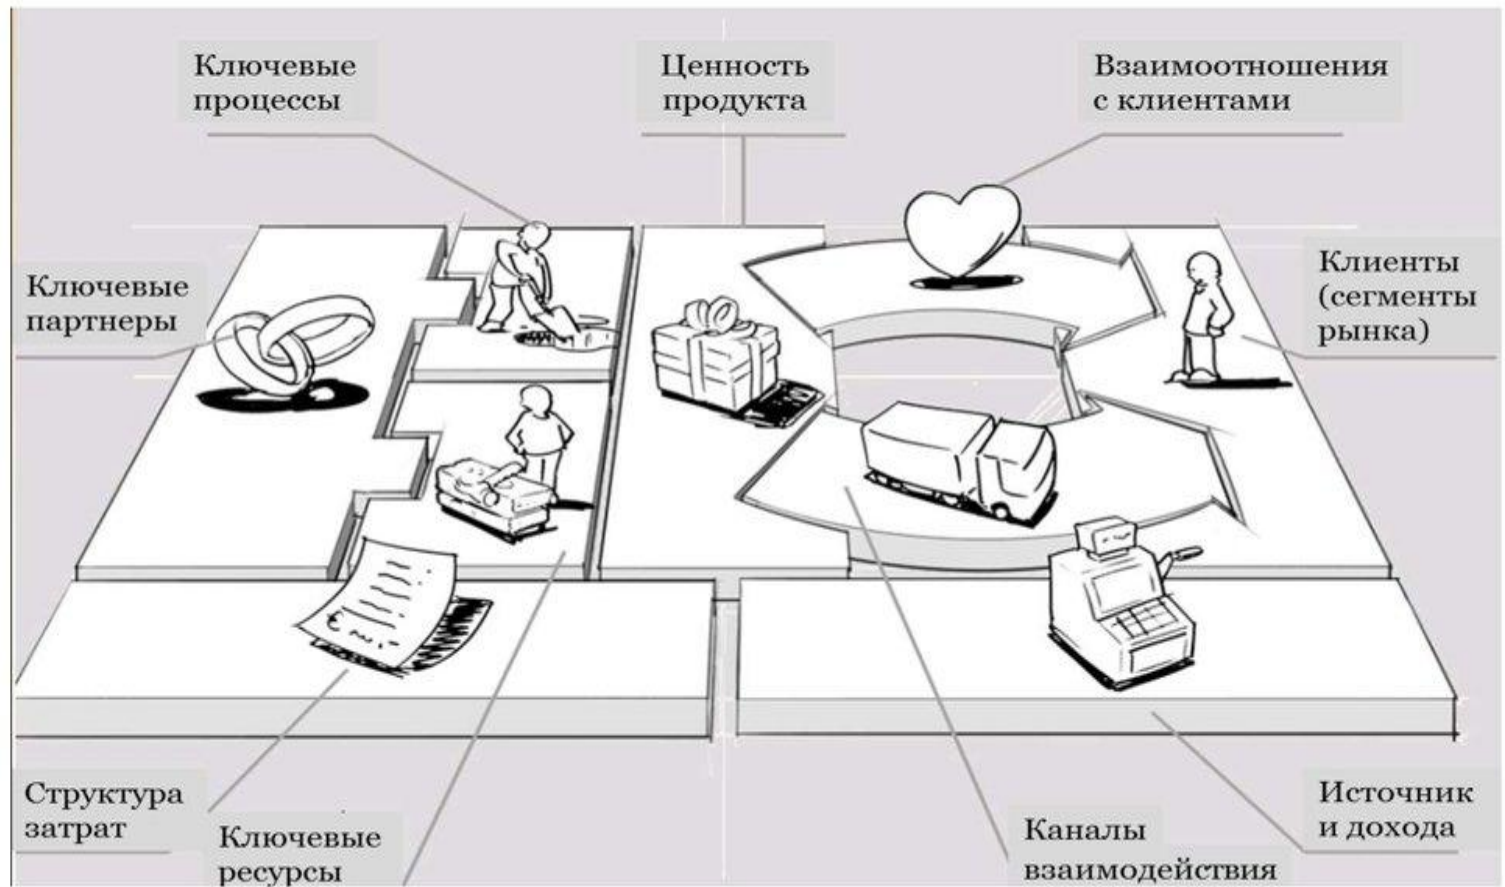 Ключевые
процессы
Ценность
продукта
Взаимоотношения
с клиентами
Ключевые
партнеры
Клиенты
(сегменты
рынка)
Структура
затрат
Ключевые
ресурсы
Каналы
взаимодействия
Источник
и дохода